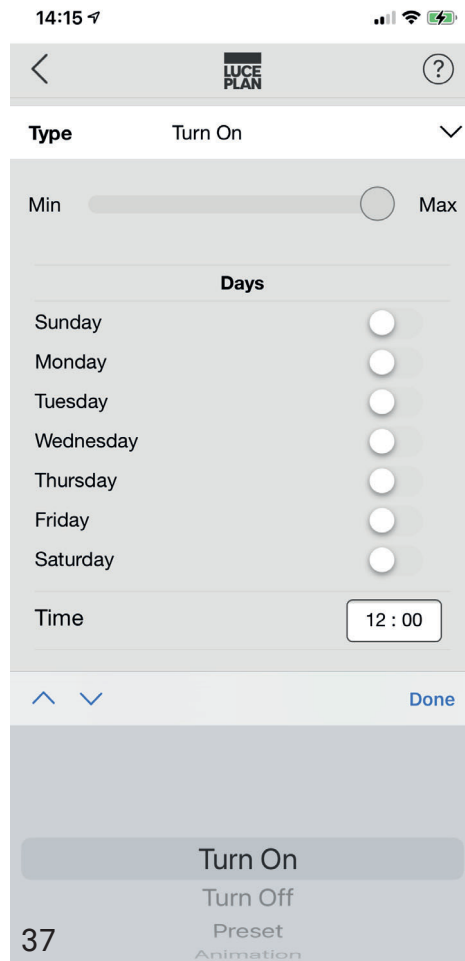 14:15
LUCE
PLAN
?
Type Turn On
Min Max
Days
Sunday
Monday
Tuesday
Wednesday
Thursday
Friday
Saturday
Time 12 : 00
Done
Turn On
Turn Off
Preset
Animation
37